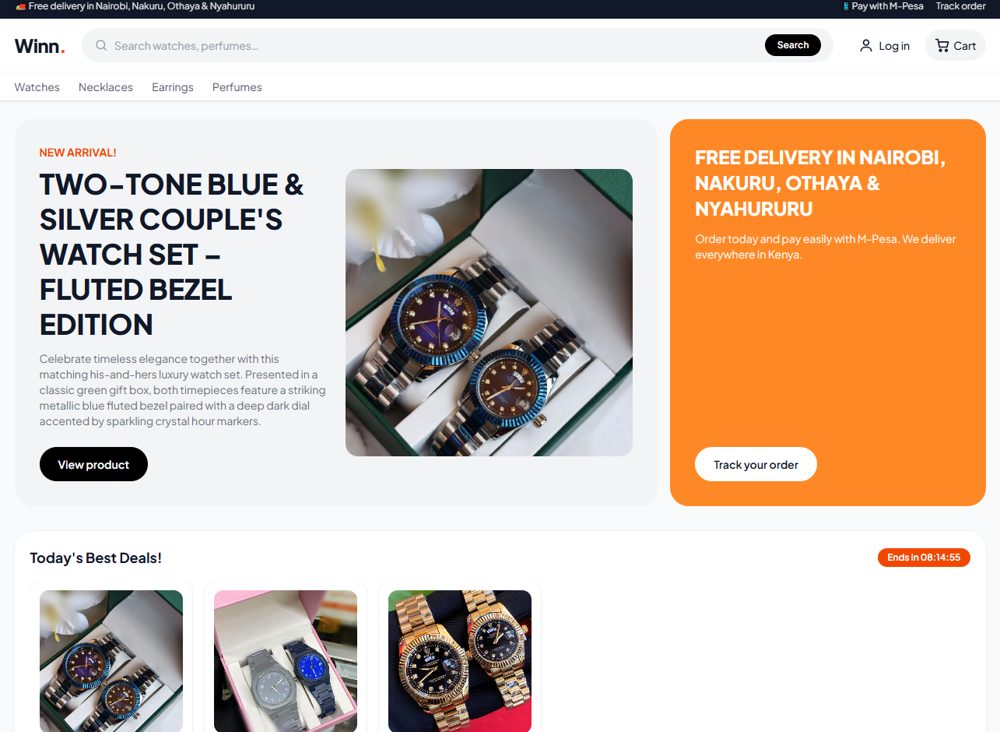 Free delivery in Nairobi, Nakuru, Othaya & Nyahururu
Pay with M-Pesa
Track order
Winn.
Search watches, perfumes...
Search
Log in
Cart
Watches
Necklaces
Earrings
Perfumes
NEW ARRIVAL!
TWO-TONE BLUE &
SILVER COUPLE'S
WATCH SET –
FLUTED BEZEL
EDITION
Celebrate timeless elegance together with this
matching his-and-hers luxury watch set. Presented in a
classic green gift box, both timepieces feature a striking
metallic blue fluted bezel paired with a deep dark dial
accented by sparkling crystal hour markers.
View product
FREE DELIVERY IN NAIROBI,
NAKURU, OTHAYA &
NYAHURURU
Order today and pay easily with M-Pesa. We deliver
everywhere in Kenya.
Track your order
Today's Best Deals!
Ends in 08:14:55